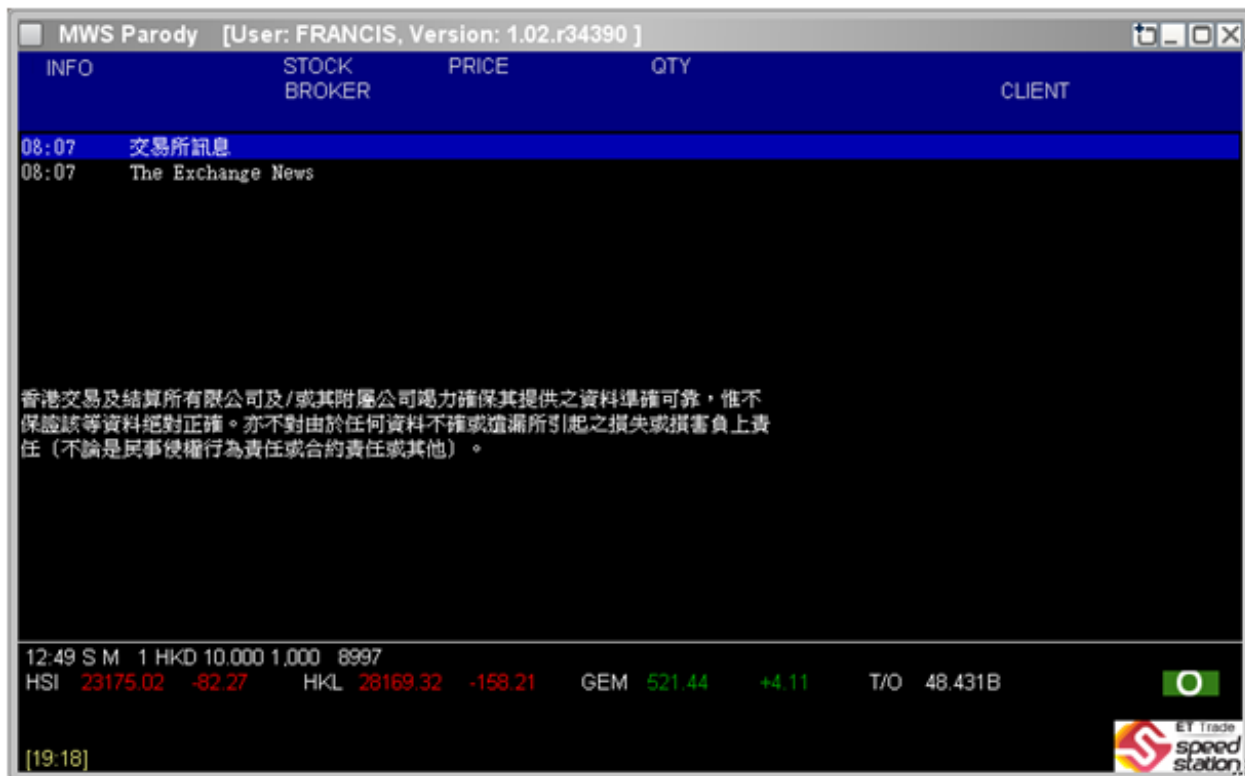 MWS Parody [User: FRANCIS, Version: 1.02.r34390 ]
INFO STOCK PRICE QTY
BROKER CLIENT
08:07 交易所訊息
08:07 The Exchange News
香港交易及結算所有限公司及/或其附屬公司竭力確保其提供之資料準確可靠，惟不
保證該等資料絕對正確。亦不對由於任何資料不確或遺漏所引起之損失或損害負上責
任〔不論是民事侵權行為責任或合約責任或其他〕。
12:49 S M 1 HKD 10.000 1,000 8997
HSI 23175.02 -82.27 HKL 28169.32 -158.21 GEM 521.44 +4.11 T/O 48.431B O
[19:18]
ET Trade
speed
station